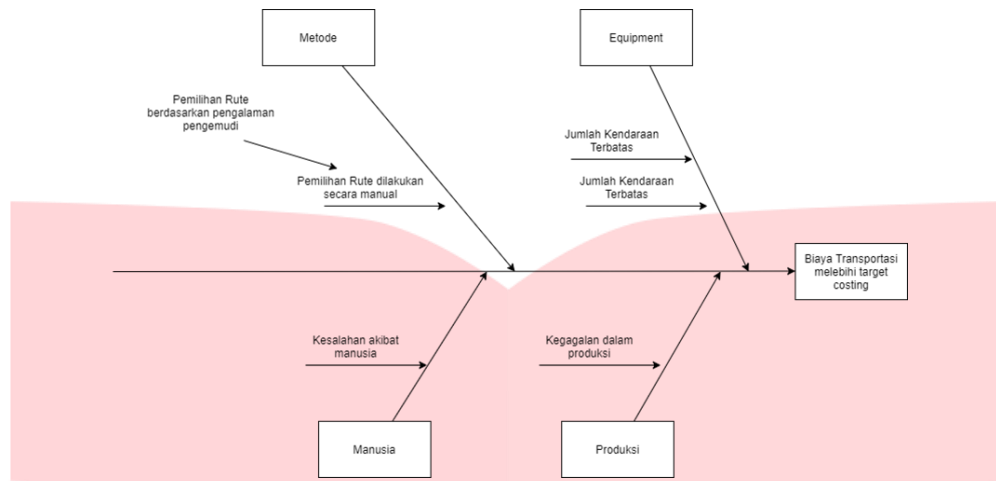 Metode
Equipment
Pemilihan Rute
berdasarkan pengalaman
pengemudi
Jumlah Kendaraan
Terbatas
Pemilihan Rute dilakukan
secara manual
Jumlah Kendaraan
Terbatas
Biaya Transportasi
melebihi target
costing
Kesalahan akibat
manusia
Kegagalan dalam
produksi
Manusia
Produksi